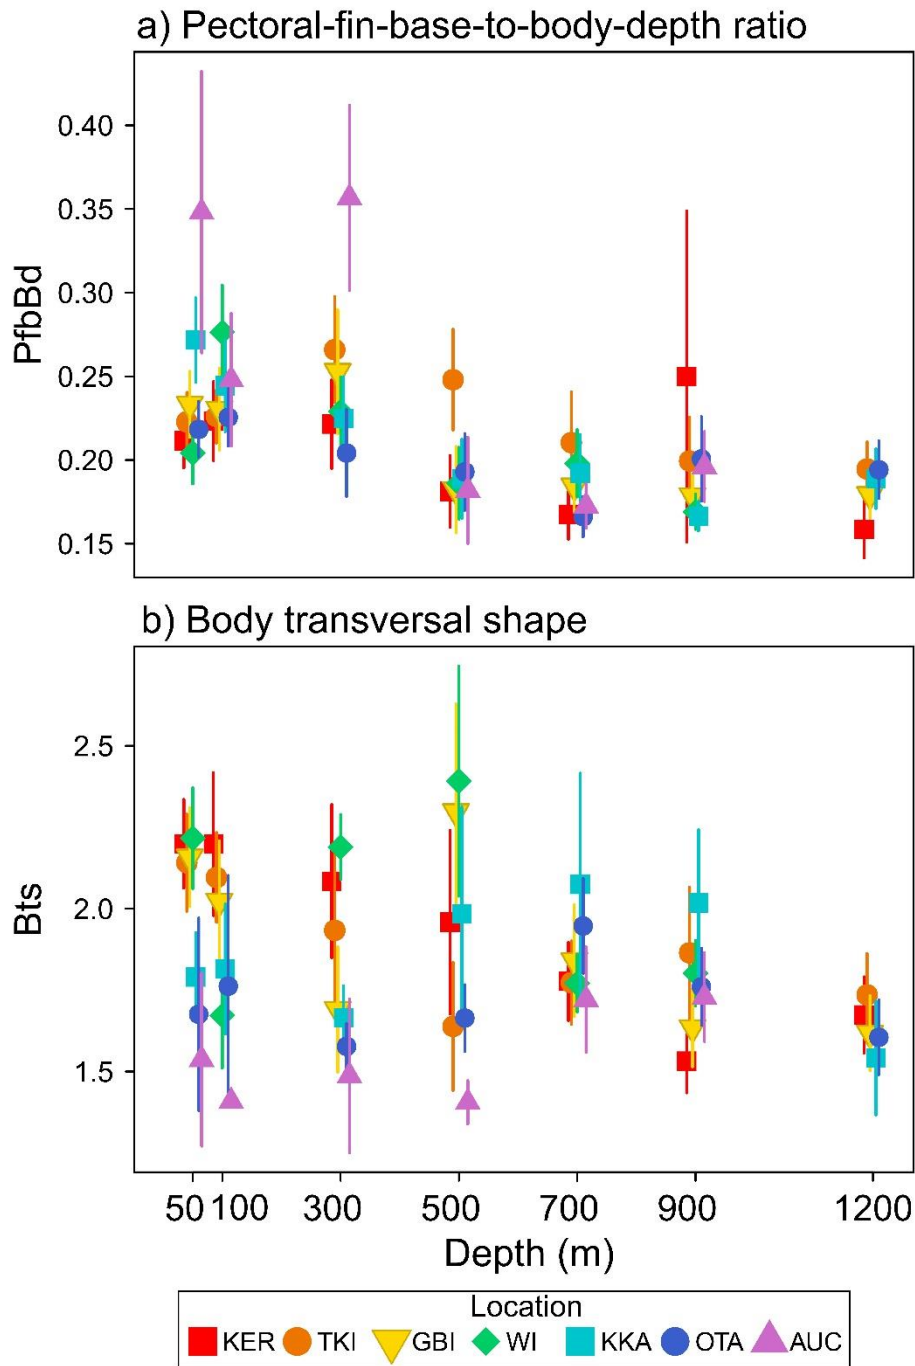 a) Pectoral-fin-base-to-body-depth ratio
0.40
0.35
0.30
0.25
0.20
0.15
PfbBd
b) Body transversal shape
2.5
2.0
1.5
Bts
50 100 300 500 700 900 1200
Depth (m)
Location
KER TKI GBI WI KKA OTA AUC